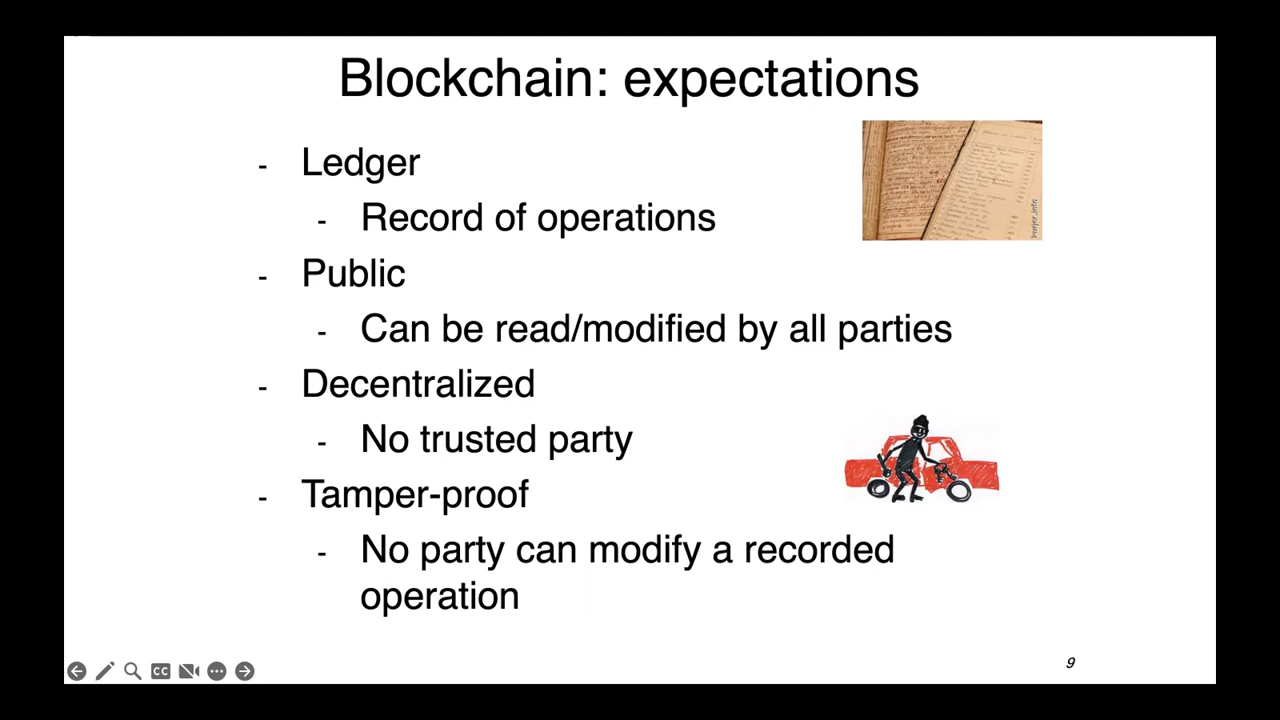 Blockchain: expectations
- Ledger
- Record of operations
- Public
- Can be read/modified by all parties
- Decentralized
- No trusted party
- Tamper-proof
- No party can modify a recorded
operation
CC
9